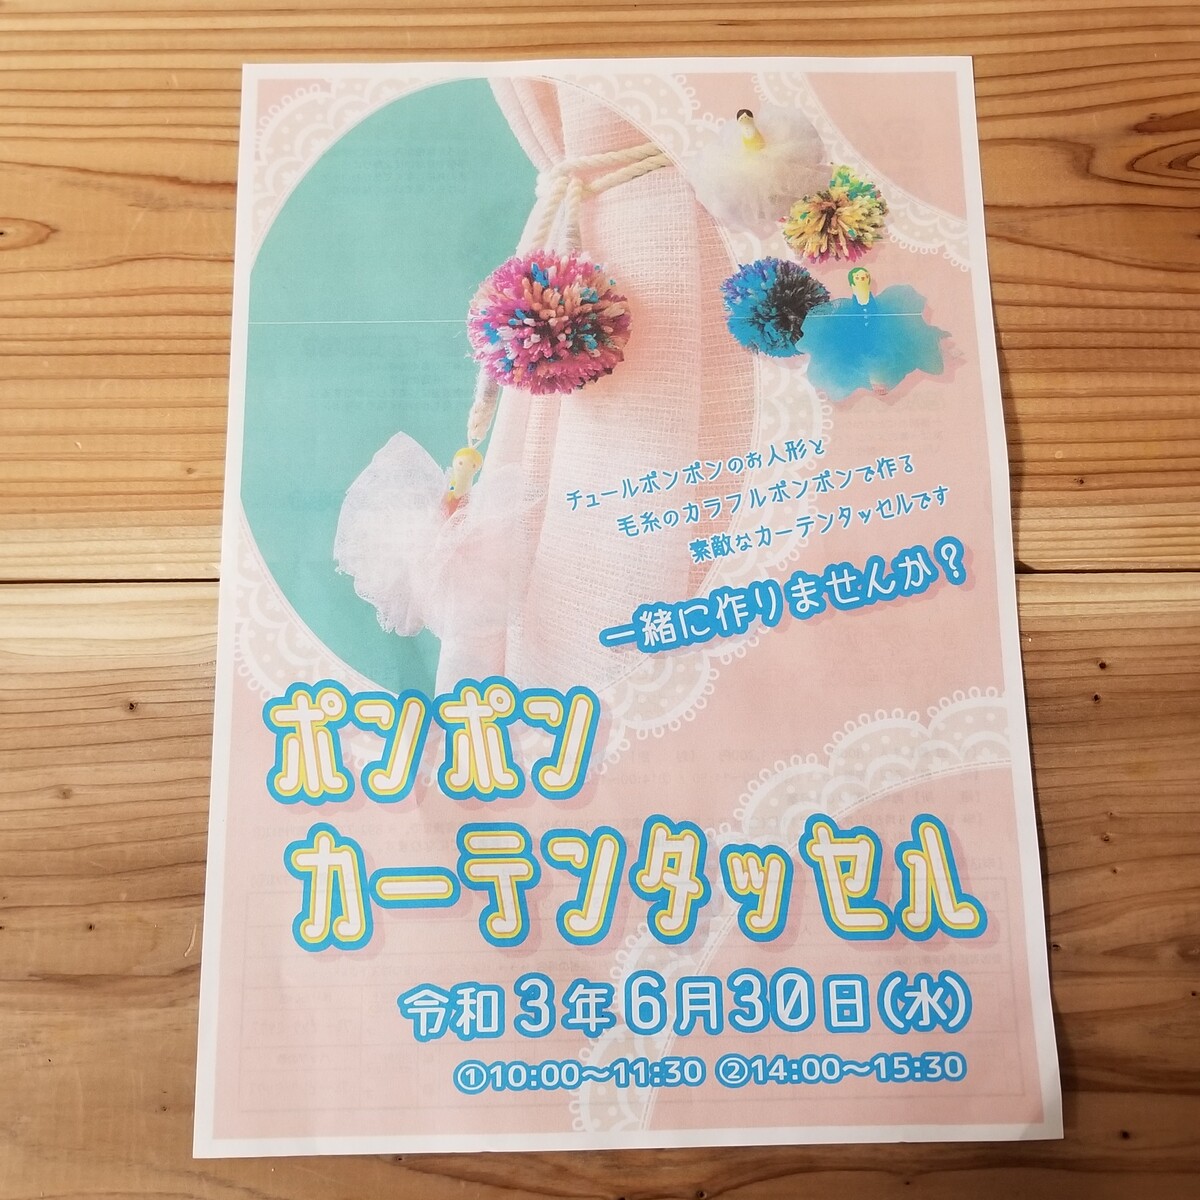 チュールポンポンのお人形と
毛糸のカラフルポンポンで作る
素敵なカーテンタッセルです
一緒に作りませんか？
ポンポン
カーテンタッセル
令和3年6月30日(水)
①10:00〜11:30 ②14:00〜15:30